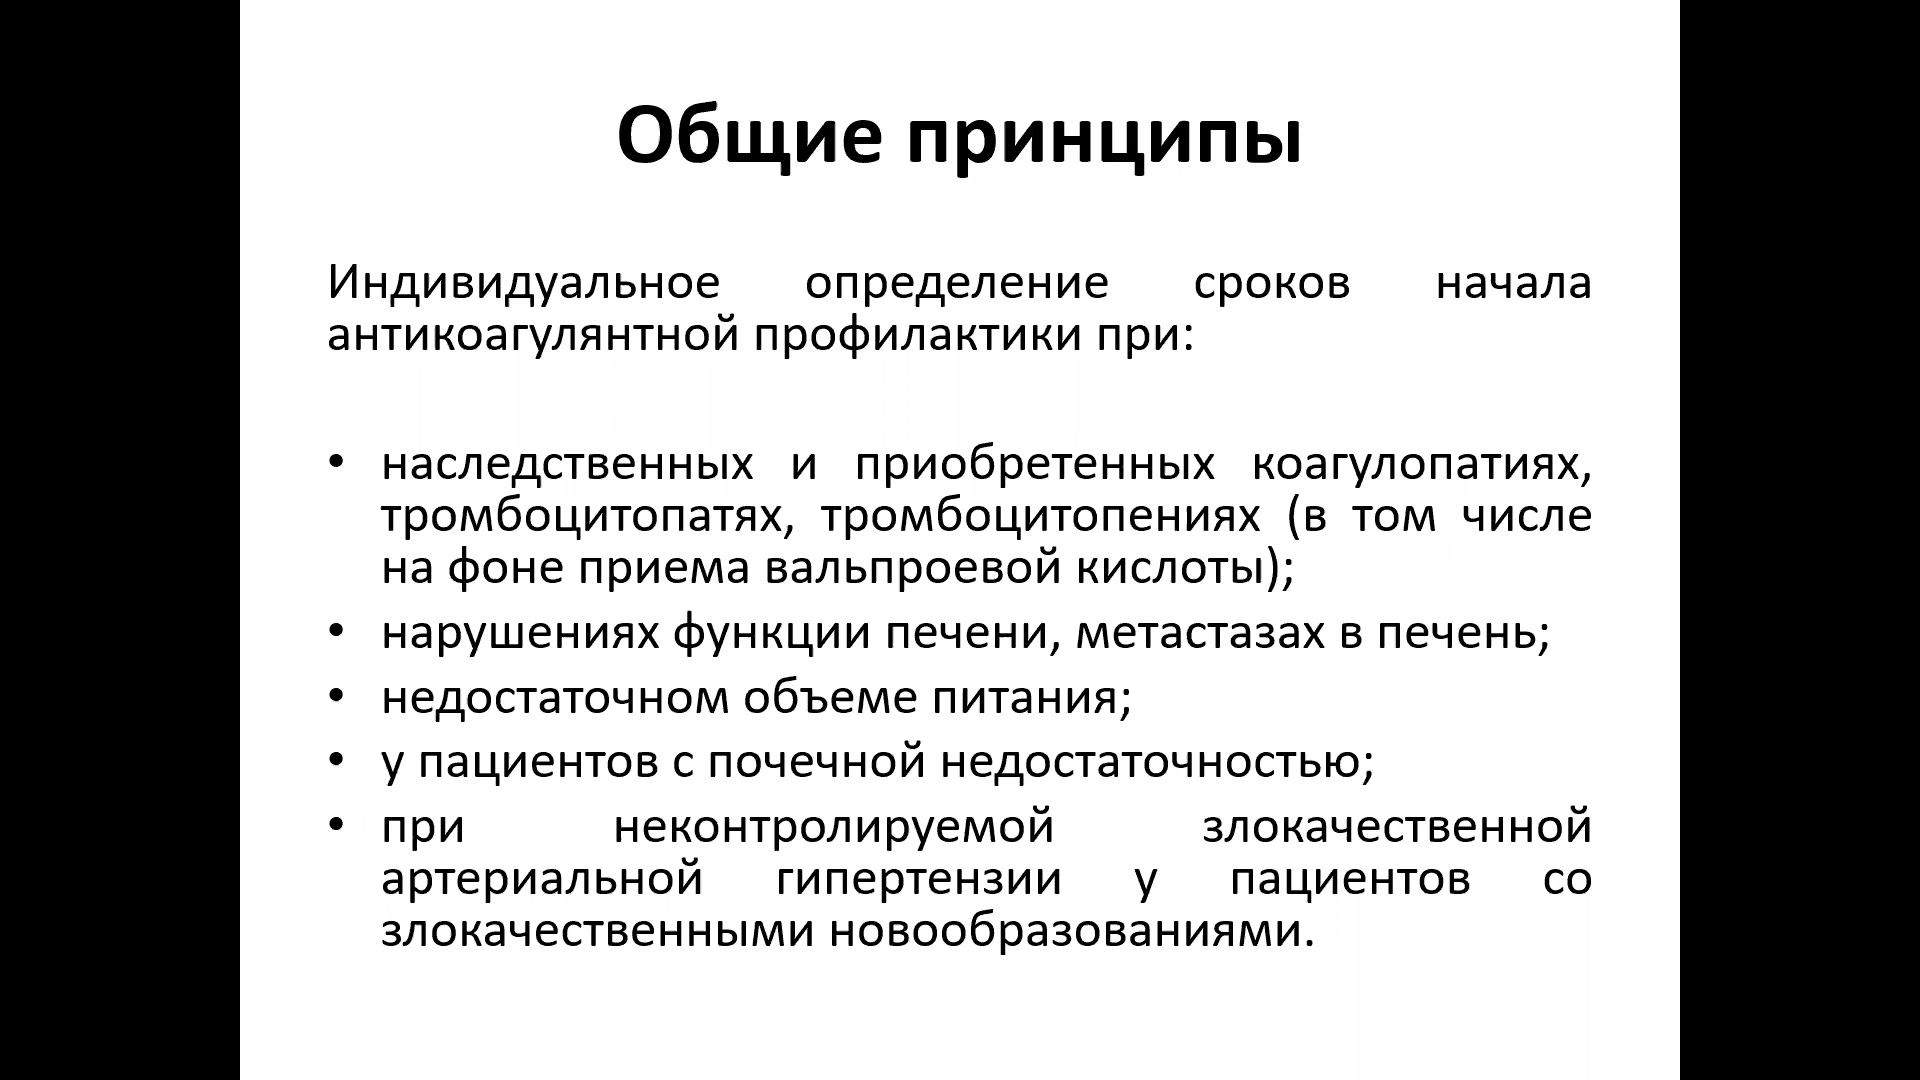 Общие принципы
Индивидуальное определение сроков начала
антикоагулянтной профилактики при:
• наследственных и приобретенных коагулопатиях,
тромбоцитопатях, тромбоцитопениях (в том числе
на фоне приема вальпроевой кислоты);
• нарушениях функции печени, метастазах в печень;
• недостаточном объеме питания;
• у пациентов с почечной недостаточностью;
• при неконтролируемой злокачественной
артериальной гипертензии у пациентов со
злокачественными новообразованиями.